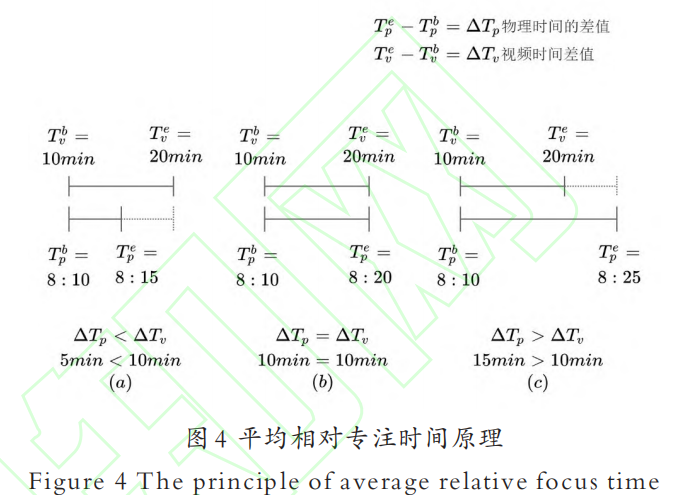 T_p^e − T_p^b = ΔT_p 物理时间的差值
T_v^e − T_v^b = ΔT_v 视频时间差值
T_v^b = 10min T_v^e = 20min T_v^b = 10min T_v^e = 20min T_v^b = 10min T_v^e = 20min
T_p^b = 8 : 10 T_p^e = 8 : 15 T_p^b = 8 : 10 T_p^e = 8 : 20 T_p^b = 8 : 10 T_p^e = 8 : 25
ΔT_p < ΔT_v ΔT_p = ΔT_v ΔT_p > ΔT_v
5min < 10min 10min = 10min 15min > 10min
(a) (b) (c)
图4 平均相对专注时间原理
Figure 4 The principle of average relative focus time